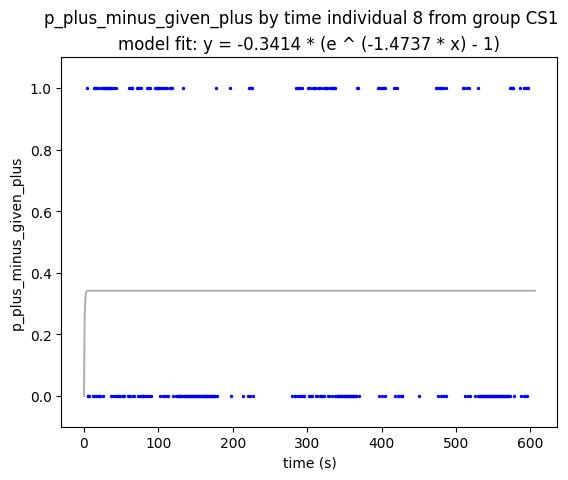 p_plus_minus_given_plus by time individual 8 from group CS1
model fit: y = -0.3414 * (e ^ (-1.4737 * x) - 1)
1.0
0.8
0.6
0.4
0.2
0.0
p_plus_minus_given_plus
0 100 200 300 400 500 600
time (s)